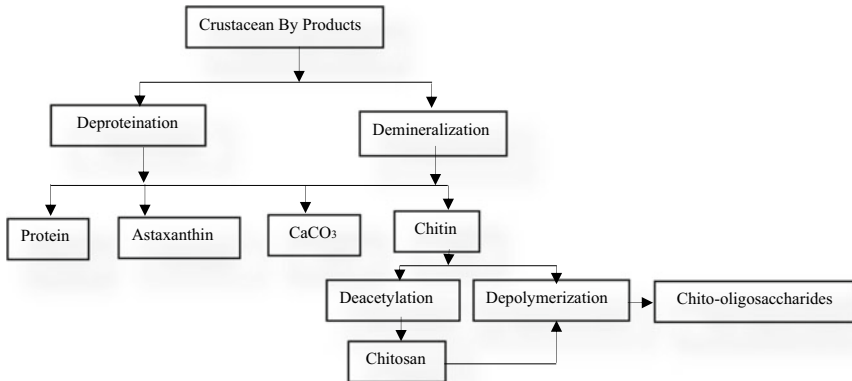 Crustacean By Products
Deproteination
Demineralization
Protein
Astaxanthin
CaCO3
Chitin
Deacetylation
Depolymerization
Chito-oligosaccharides
Chitosan